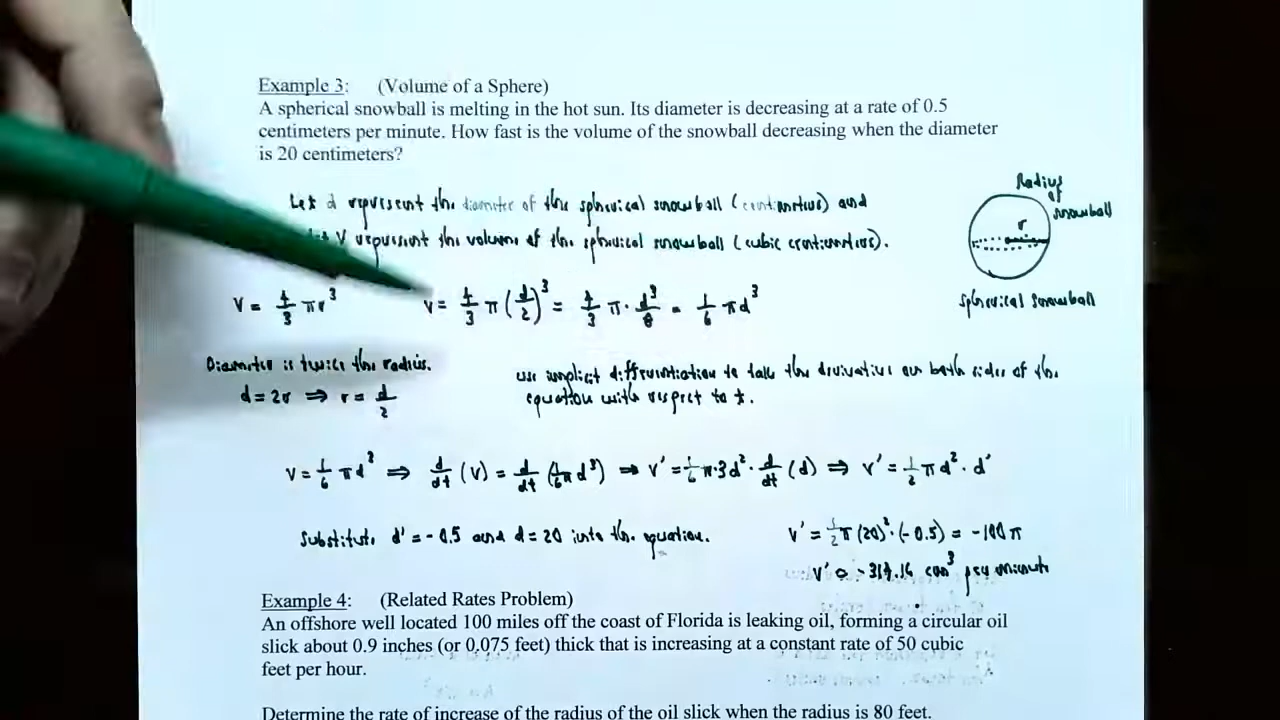 Example 3: (Volume of a Sphere)
A spherical snowball is melting in the hot sun. Its diameter is decreasing at a rate of 0.5
centimeters per minute. How fast is the volume of the snowball decreasing when the diameter
is 20 centimeters?
Let d represent the diameter of the spherical snowball (centimeters) and
V represent the volume of the spherical snowball (cubic centimeters).
Radius of snowball
r
spherical snowball
V = 4/3 πr³ V = 4/3 π (d/2)³ = 4/3 π · d³/8 = 1/6 πd³
Diameter is twice the radius.
d = 2r ⇒ r = d/2
use implicit differentiation to take the derivative on both sides of the
equation with respect to t.
V = 1/6 πd³ ⇒ d/dt (V) = d/dt (1/6 πd³) ⇒ V' = 1/6 π·3d² · d/dt (d) ⇒ V' = 1/2 πd² · d'
Substitute d' = -0.5 and d = 20 into the equation.
V' = 1/2 π (20)² · (-0.5) = -100π
V' ≈ -314.16 cm³ per minute
Example 4: (Related Rates Problem)
An offshore well located 100 miles off the coast of Florida is leaking oil, forming a circular oil
slick about 0.9 inches (or 0.075 feet) thick that is increasing at a constant rate of 50 cubic
feet per hour.
Determine the rate of increase of the radius of the oil slick when the radius is 80 feet.